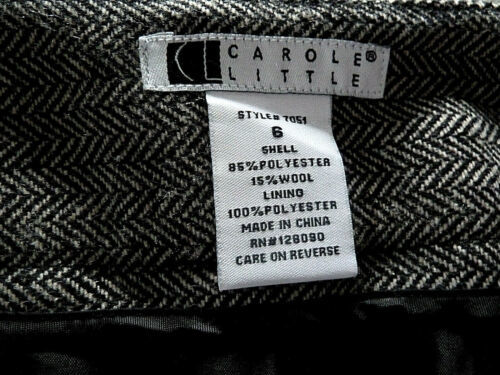 CL CAROLE®
LITTLE
STYLE# 7051
6
SHELL
85%POLYESTER
15%WOOL
LINING
100%POLYESTER
MADE IN CHINA
RN#128090
CARE ON REVERSE